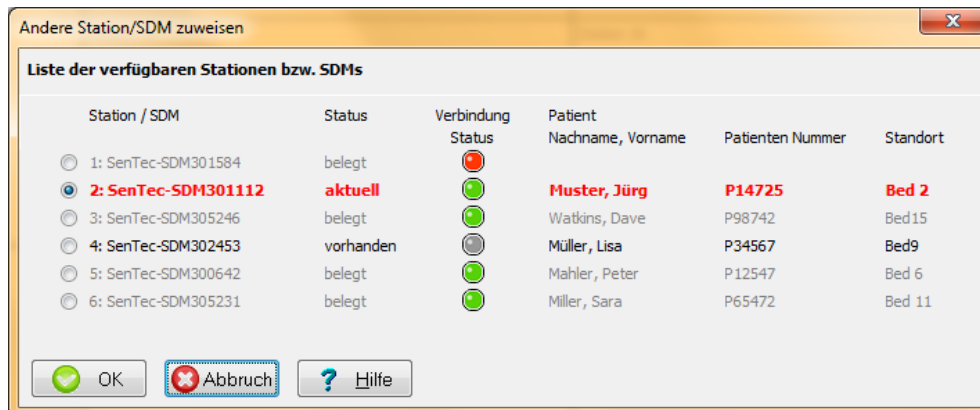 Andere Station/SDM zuweisen
Liste der verfügbaren Stationen bzw. SDMs
Station / SDM Status Verbindung Patient
Status Nachname, Vorname Patienten Nummer Standort
1: SenTec-SDM301584 belegt
2: SenTec-SDM301112 aktuell Muster, Jürg P14725 Bed 2
3: SenTec-SDM305246 belegt Watkins, Dave P98742 Bed15
4: SenTec-SDM302453 vorhanden Müller, Lisa P34567 Bed9
5: SenTec-SDM300642 belegt Mahler, Peter P12547 Bed 6
6: SenTec-SDM305231 belegt Miller, Sara P65472 Bed 11
OK Abbruch ? Hilfe